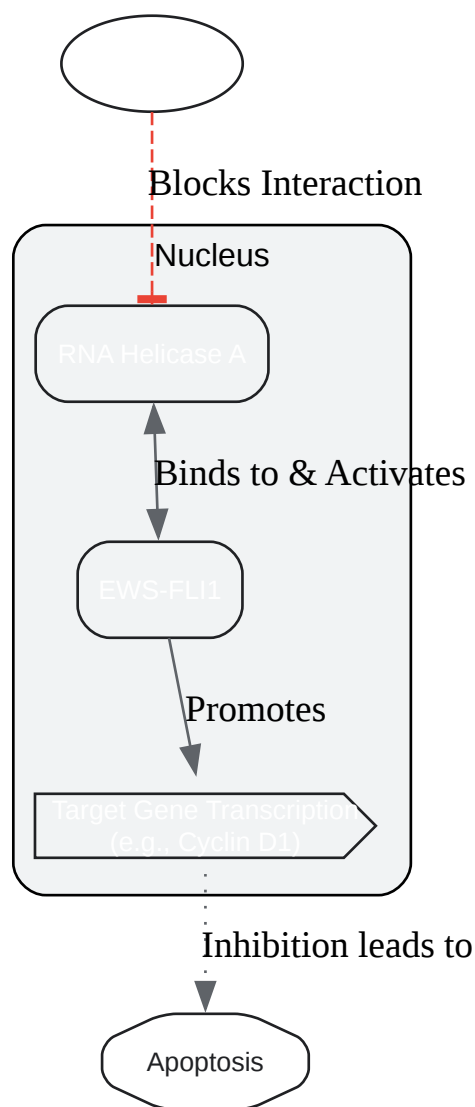 Blocks Interaction
Nucleus
RNA Helicase A
Binds to & Activates
EWS-FLI1
Promotes
Target Gene Transcription
(e.g., Cyclin D1)
Inhibition leads to
Apoptosis